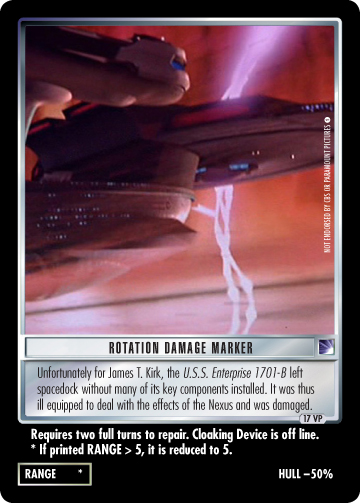 NOT ENDORSED BY CBS OR PARAMOUNT PICTURES
ROTATION DAMAGE MARKER
Unfortunately for James T. Kirk, the U.S.S. Enterprise 1701-B left
spacedock without many of its key components installed. It was thus
ill equipped to deal with the effects of the Nexus and was damaged.
17 VP
Requires two full turns to repair. Cloaking Device is off line.
* If printed RANGE > 5, it is reduced to 5.
RANGE *
HULL –50%